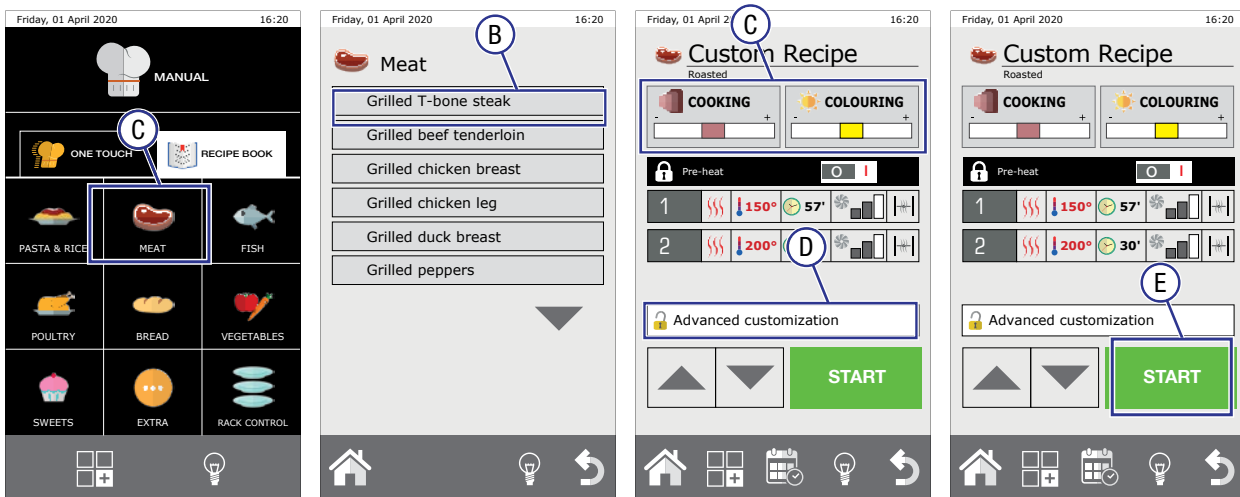 Friday, 01 April 2020 16:20
MANUAL
C
ONE TOUCH
RECIPE BOOK
PASTA & RICE
MEAT
FISH
POULTRY
BREAD
VEGETABLES
SWEETS
EXTRA
RACK CONTROL
Friday, 01 April 2020 16:20
B
Meat
Grilled T-bone steak
Grilled beef tenderloin
Grilled chicken breast
Grilled chicken leg
Grilled duck breast
Grilled peppers
Friday, 01 April 2 16:20
C
Custom Recipe
Roasted
COOKING
- +
COLOURING
- +
Pre-heat O I
1 150° 57'
2 200°
D
Advanced customization
START
Friday, 01 April 2020 16:20
Custom Recipe
Roasted
COOKING
- +
COLOURING
- +
Pre-heat O I
1 150° 57'
2 200° 30'
E
Advanced customization
START